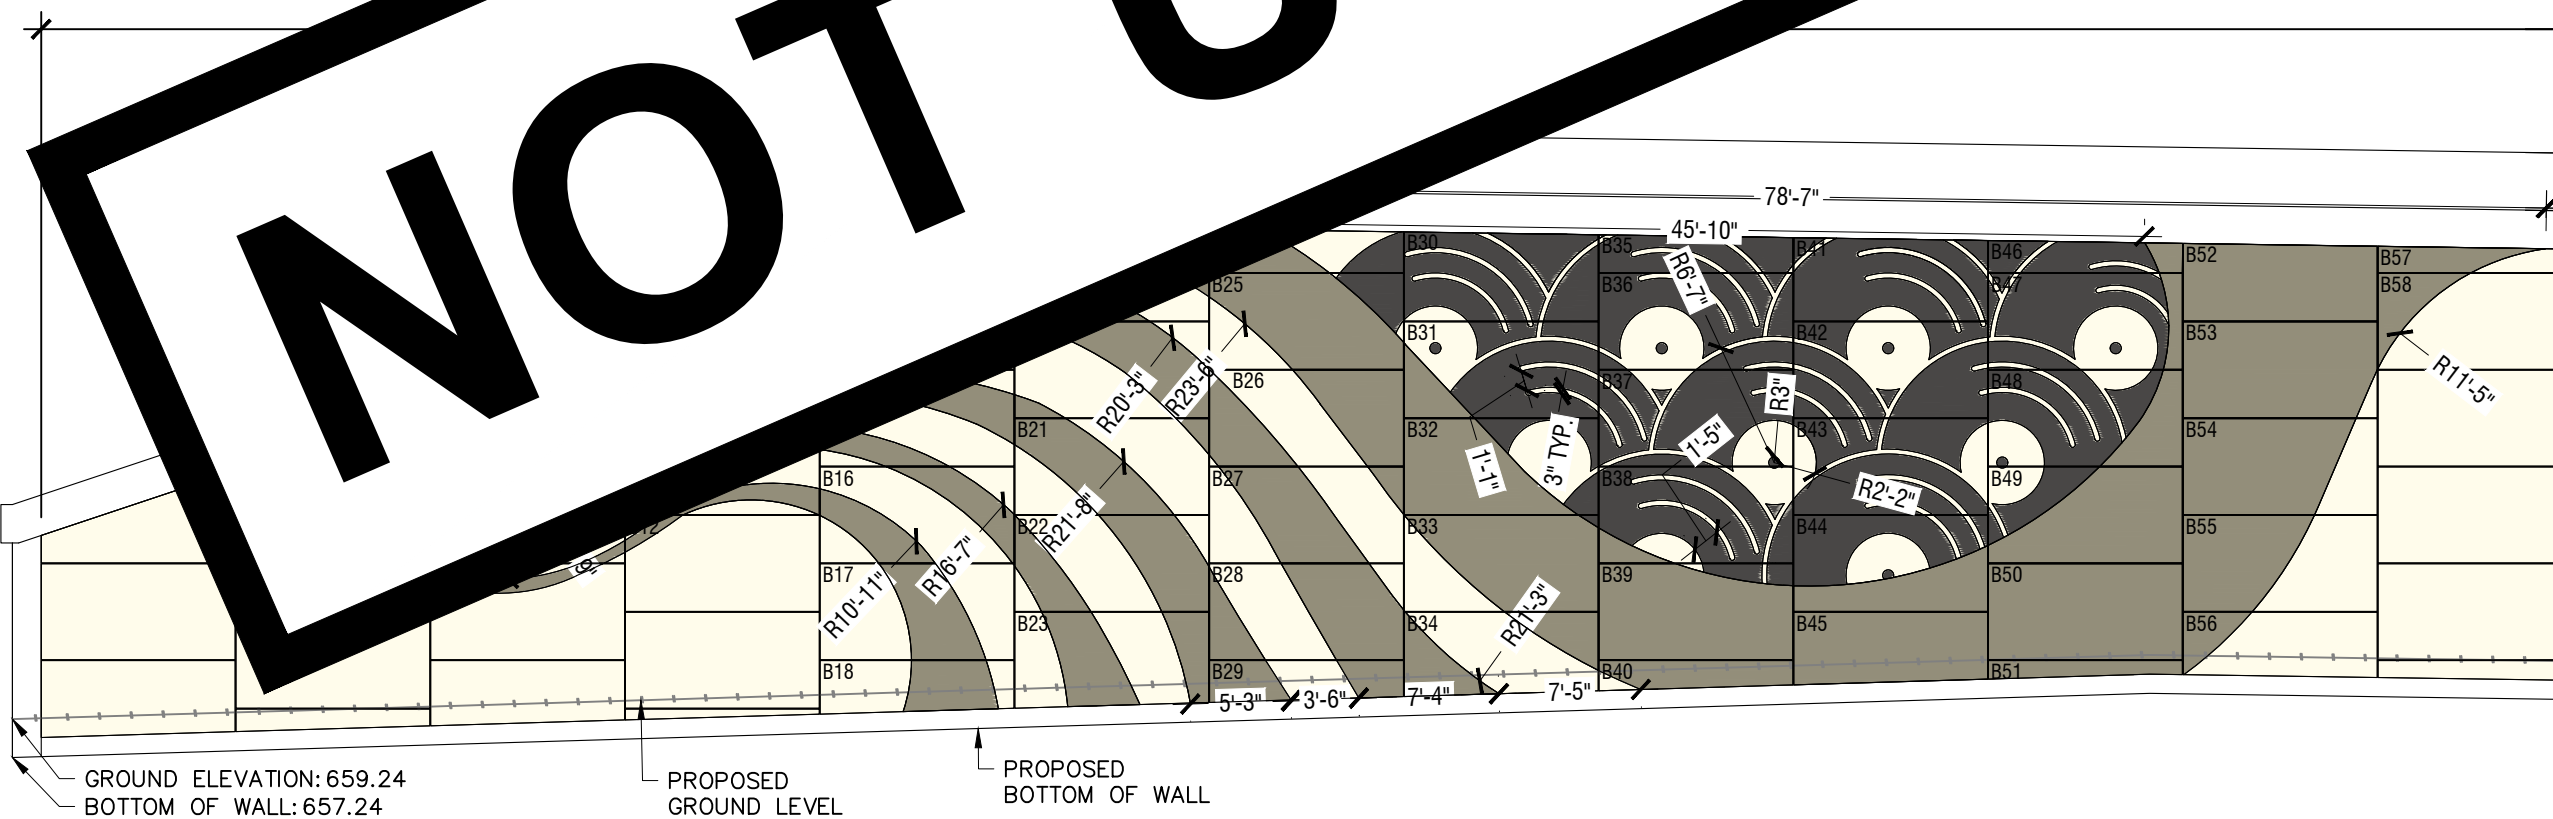 NOT
78'-7"
45'-10"
B30
B35
B41
B46
B52
B57
B25
B36
B47
B58
R6'-7"
B31
B42
B53
R20'-3"
R23'-6"
B26
B37
R3"
B48
R11'-5"
B21
B32
B43
B54
1'-5"
3" TYP.
1'-1"
B16
B27
B38
B49
R2'-2"
B22
R21'-8"
B33
B44
B55
R16'-7"
B17
B28
B39
B50
R10'-11"
B23
B34
R21'-3"
B45
B56
B18
B29
B40
B51
5'-3"
3'-6"
7'-4"
7'-5"
GROUND ELEVATION: 659.24
BOTTOM OF WALL: 657.24
PROPOSED
GROUND LEVEL
PROPOSED
BOTTOM OF WALL